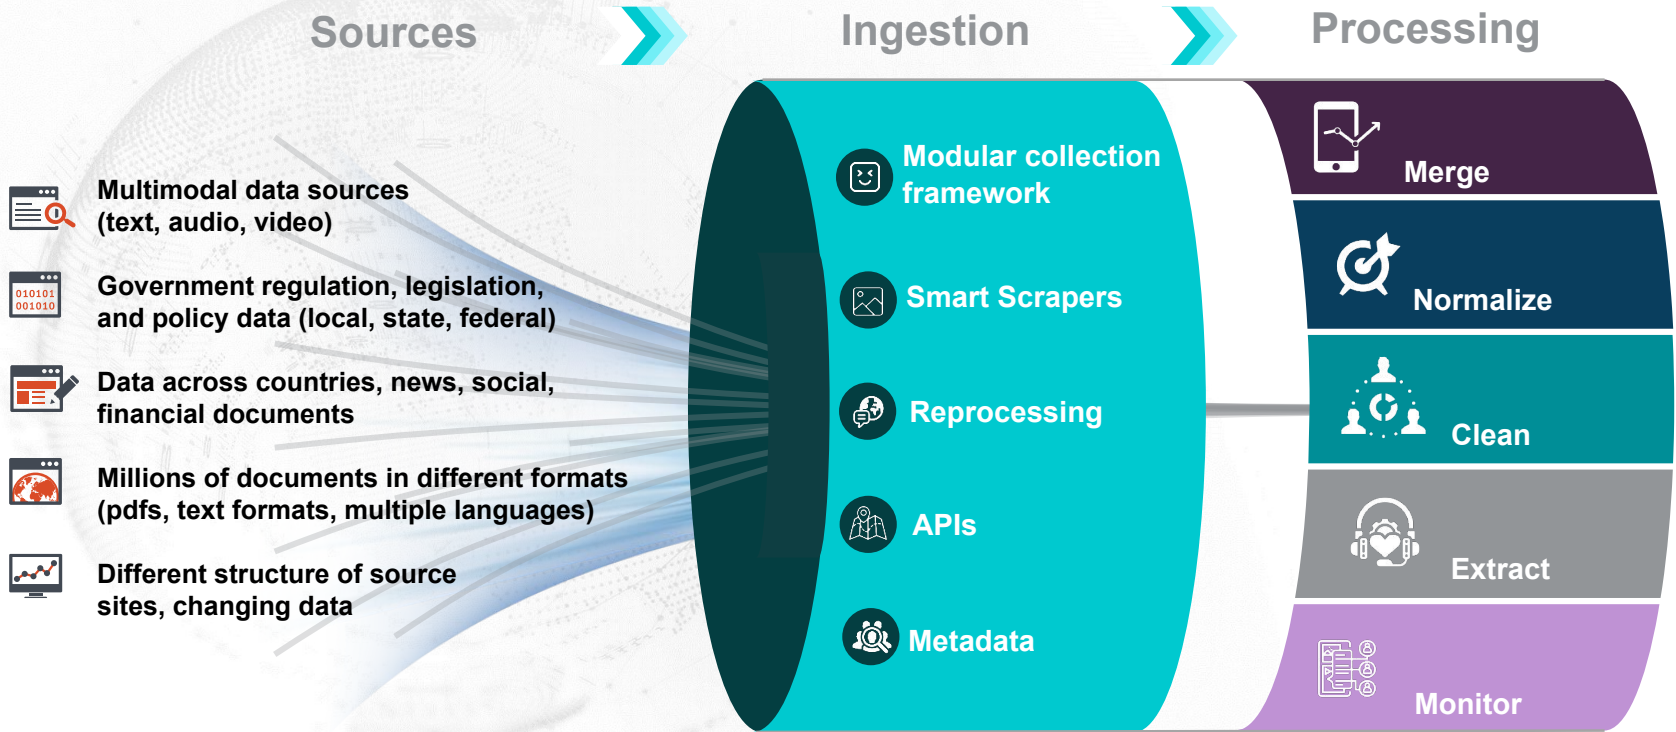 Sources
Ingestion
Processing
Multimodal data sources
(text, audio, video)
010101
001010
Government regulation, legislation,
and policy data (local, state, federal)
Data across countries, news, social,
financial documents
Millions of documents in different formats
(pdfs, text formats, multiple languages)
Different structure of source
sites, changing data
Modular collection
framework
Smart Scrapers
Reprocessing
APIs
Metadata
Merge
Normalize
Clean
Extract
Monitor